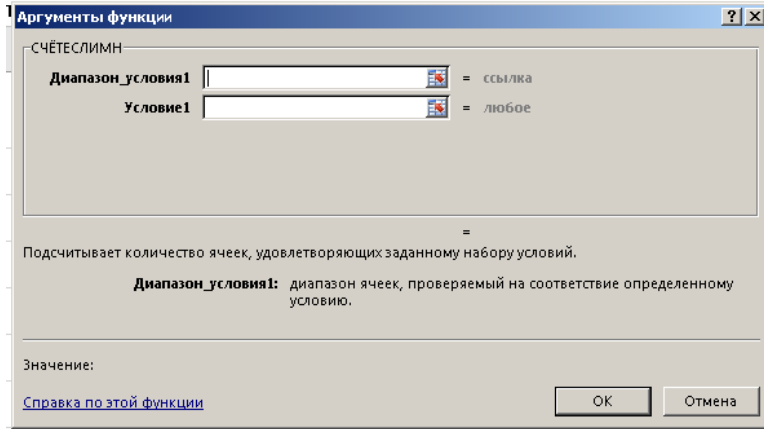 Аргументы функции
СЧЁТЕСЛИМН
Диапазон_условия1 = ссылка
Условие1 = любое
=
Подсчитывает количество ячеек, удовлетворяющих заданному набору условий.
Диапазон_условия1: диапазон ячеек, проверяемый на соответствие определенному
условию.
Значение:
Справка по этой функции
ОК Отмена